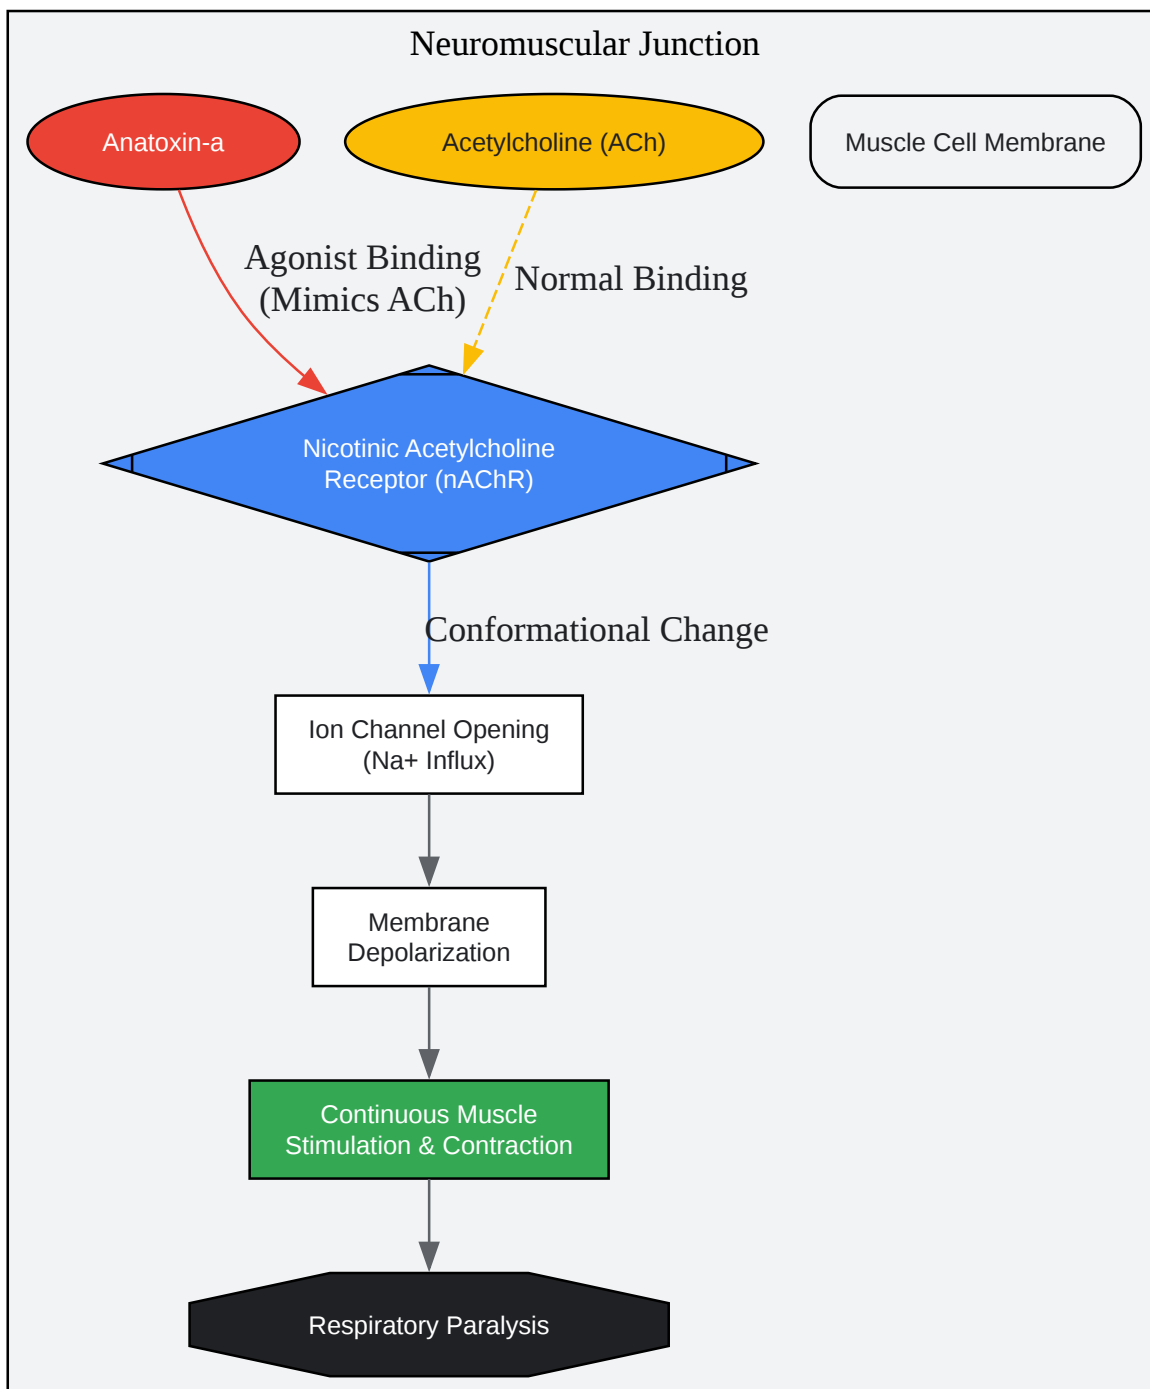 Neuromuscular Junction
Anatoxin-a
Acetylcholine (ACh)
Muscle Cell Membrane
Agonist Binding
(Mimics ACh)
Normal Binding
Nicotinic Acetylcholine
Receptor (nAChR)
Conformational Change
Ion Channel Opening
(Na+ Influx)
Membrane
Depolarization
Continuous Muscle
Stimulation & Contraction
Respiratory Paralysis